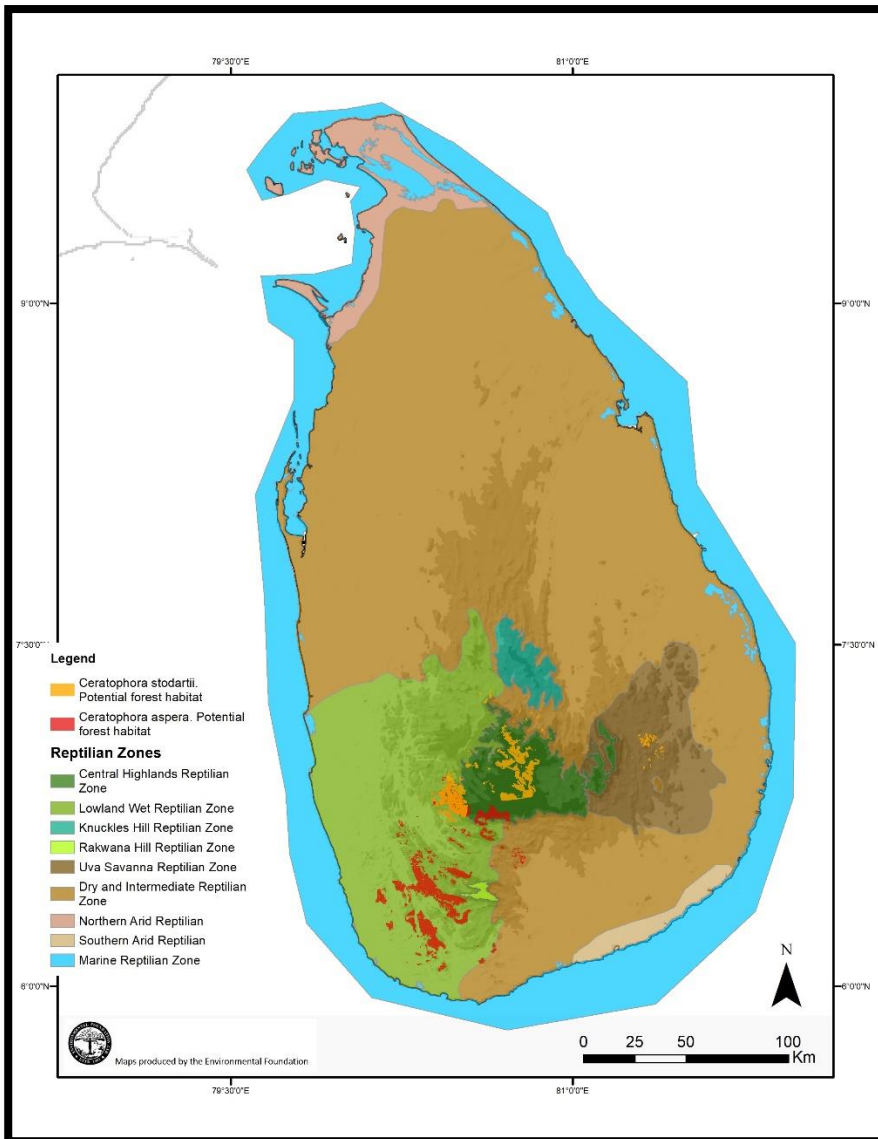 79°30'0"E
81°0'0"E
9°0'0"N
9°0'0"N
7°30'0"N
7°30'0"N
Legend
Ceratophora stodartii.
Potential forest habitat
Ceratophora aspera. Potential
forest habitat
Reptilian Zones
Central Highlands Reptilian
Zone
Lowland Wet Reptilian Zone
Knuckles Hill Reptilian Zone
Rakwana Hill Reptilian Zone
Uva Savanna Reptilian Zone
Dry and Intermediate Reptilian
Zone
Northern Arid Reptilian
Southern Arid Reptilian
Marine Reptilian Zone
6°0'0"N
6°0'0"N
N
Maps produced by the Environmental Foundation
0 25 50 100
Km
79°30'0"E
81°0'0"E